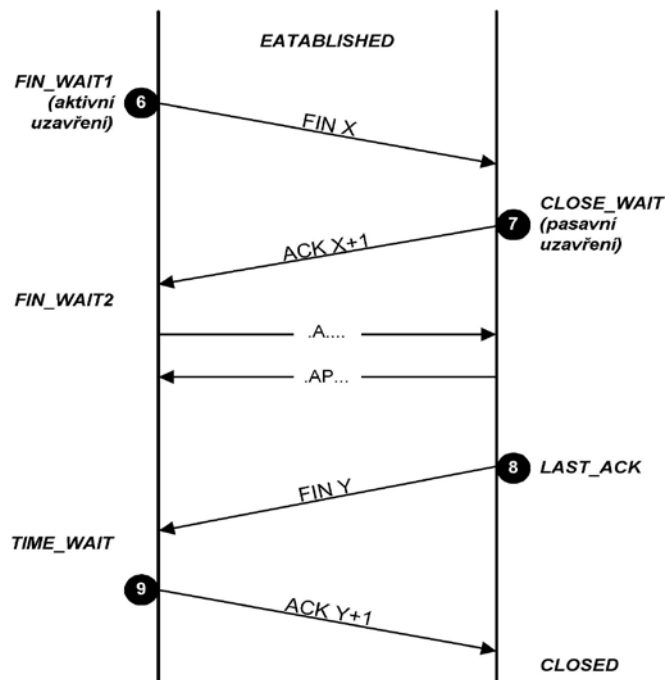 EATABLISHED
FIN_WAIT1
(aktivní
uzavření)
6
FIN X
7
CLOSE_WAIT
(pasavní
uzavření)
ACK X+1
FIN_WAIT2
.A....
.AP...
8
LAST_ACK
FIN Y
TIME_WAIT
9
ACK Y+1
CLOSED